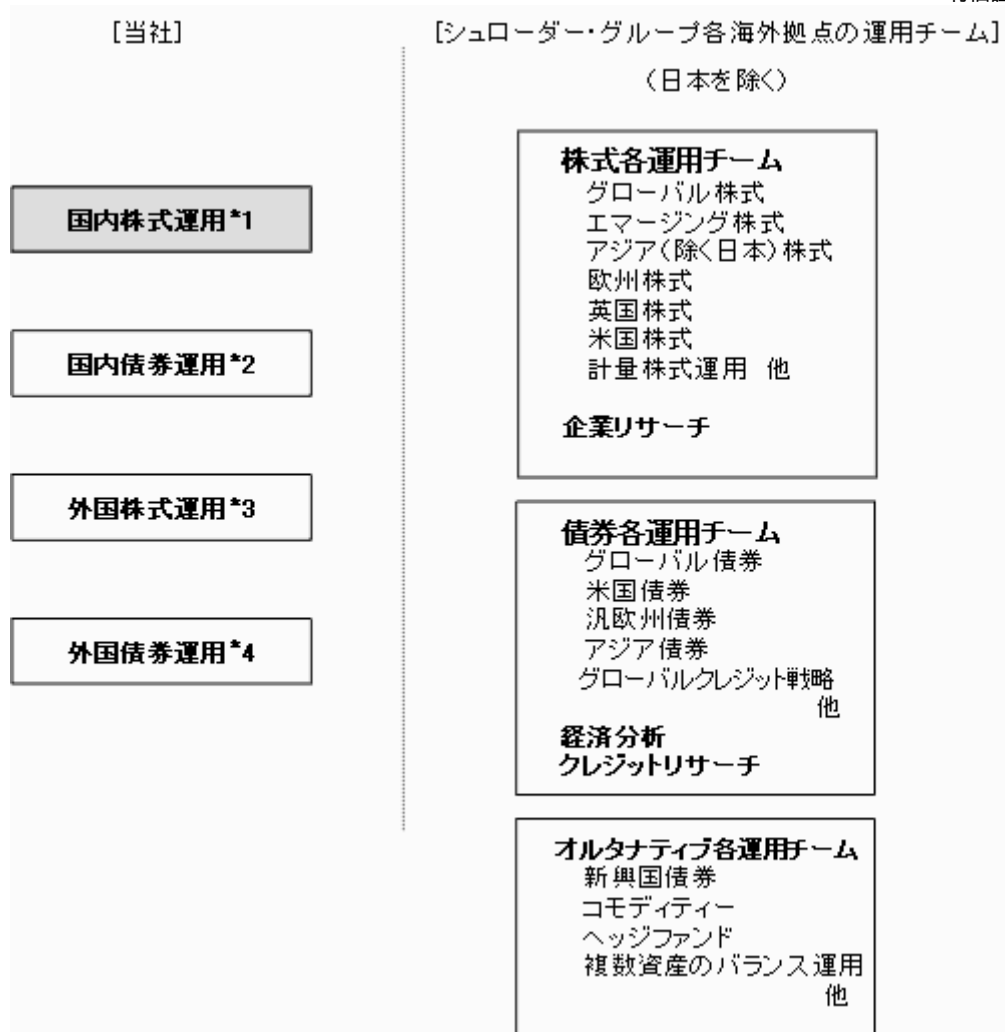 [当社]
[シュローダー・グループ各海外拠点の運用チーム]
(日本を除く)
国内株式運用*1
国内債券運用*2
外国株式運用*3
外国債券運用*4
株式各運用チーム
グローバル株式
エマージング株式
アジア(除く日本)株式
欧州株式
英国株式
米国株式
計量株式運用 他
企業リサーチ
債券各運用チーム
グローバル債券
米国債券
汎欧州債券
アジア債券
グローバルクレジット戦略
他
経済分析
クレジットリサーチ
オルタナティブ各運用チーム
新興国債券
コモディティー
ヘッジファンド
複数資産のバランス運用
他